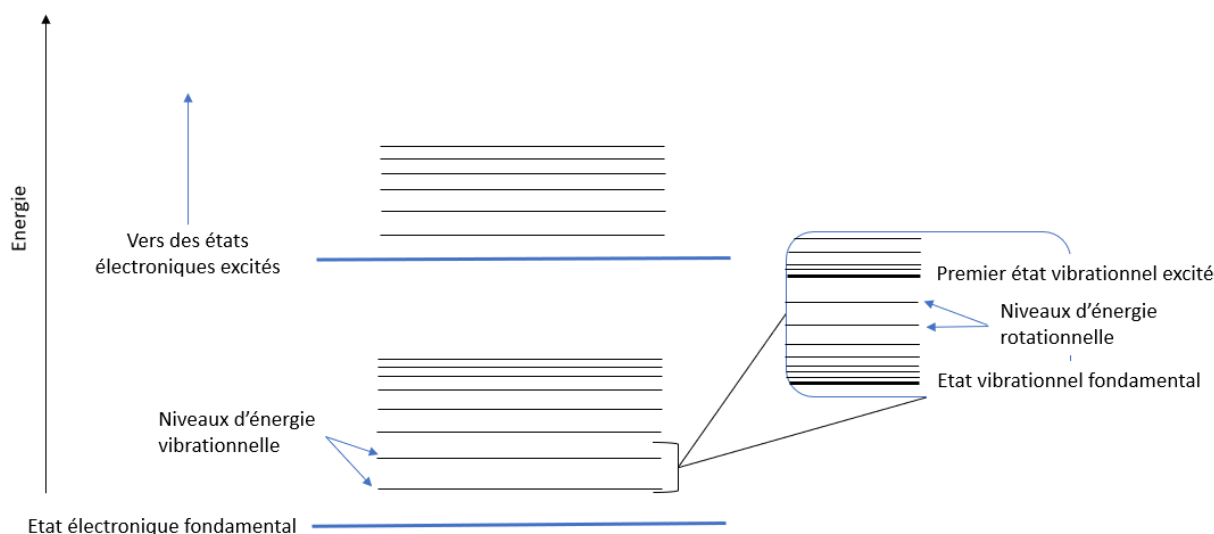 Energie
Vers des états
électroniques excités
Premier état vibrationnel excité
Niveaux d’énergie
rotationnelle
Etat vibrationnel fondamental
Niveaux d’énergie
vibrationnelle
Etat électronique fondamental